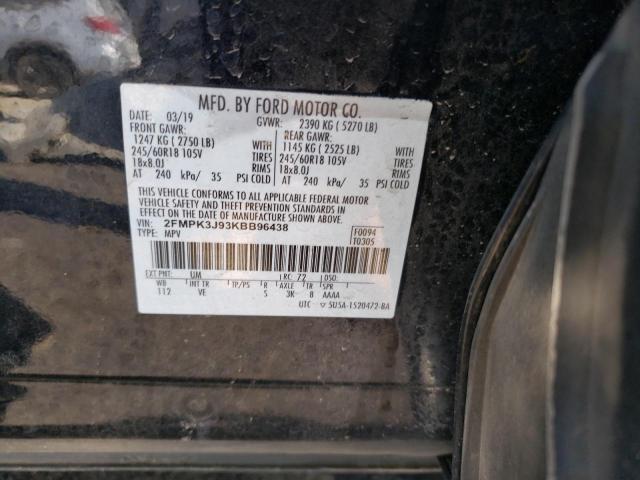 MFD. BY FORD MOTOR CO.
DATE: 03/19 GVWR: 2390 KG ( 5270 LB)
FRONT GAWR: REAR GAWR:
1247 KG ( 2750 LB) WITH 1145 KG ( 2525 LB) WITH
245/60R18 105V TIRES 245/60R18 105V TIRES
18x8.0J RIMS 18x8.0J RIMS
AT 240 kPa/ 35 PSI COLD AT 240 kPa/ 35 PSI COLD
THIS VEHICLE CONFORMS TO ALL APPLICABLE FEDERAL MOTOR
VEHICLE SAFETY AND THEFT PREVENTION STANDARDS IN
EFFECT ON THE DATE OF MANUFACTURE SHOWN ABOVE.
VIN: 2FMPK3J93KBB96438 F0094
TYPE: MPV T0305
EXT PNT: UM RC: 72 DSO:
WB INT TR TP/PS R AXLE TR SPR
112 VE S 3K 8 AAAA
UTC ▽ 5U5A-1520472-BA